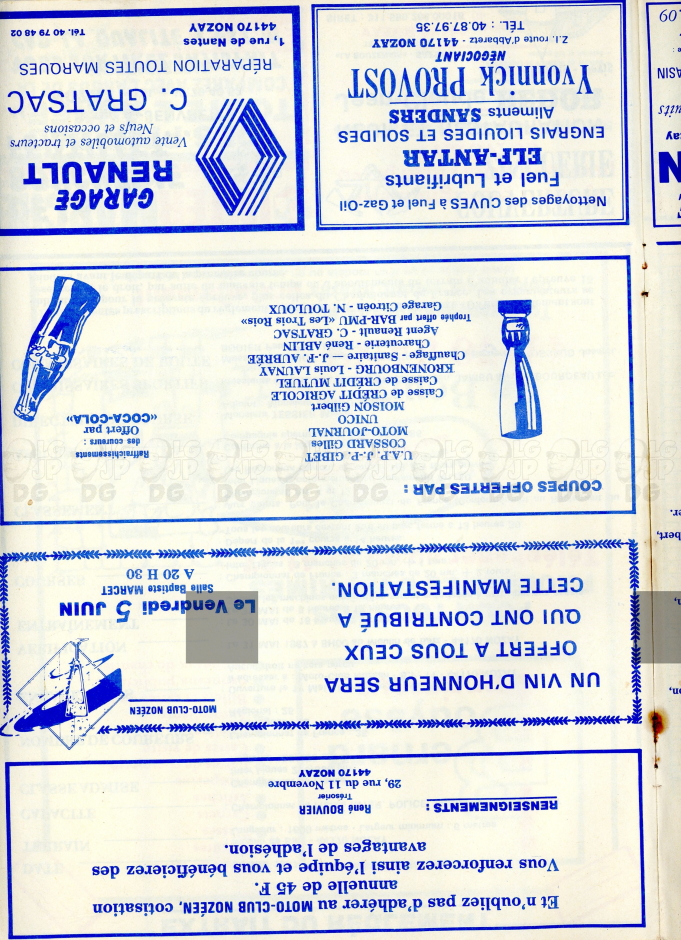 Et n'oubliez pas d'adhérer au MOTO-CLUB NOZÉEN, cotisation
annuelle de 45 F.
Vous renforcerez ainsi l'équipe et vous bénéficierez des
avantages de l'adhésion.
RENSEIGNEMENTS : René BOUVIER
Trésorier
29, rue du 11 Novembre
44170 NOZAY
MOTO-CLUB NOZÉEN
UN VIN D'HONNEUR SERA
OFFERT A TOUS CEUX
QUI ONT CONTRIBUÉ A
CETTE MANIFESTATION.
Le Vendredi 5 JUIN
Salle Baptiste MARCET
A 20 H 30
COUPES OFFERTES PAR :
U.A.P. J.-P. GIBET
COSSARD Gilles
MOTO-JOURNAL
UNICO
MOISON Gilbert
Caisse de CRÉDIT AGRICOLE
Caisse de CRÉDIT MUTUEL
KRONENBOURG - Louis LAUNAY
Chauffage - Sanitaire — J.-F. AUBRÉE
Charcuterie - René ABLIN
Agent Renault - C. GRATSAC
Trophée offert par BAR-PMU «Les Trois Rois»
Garage Citroën - N. TOULOUX
Rafraîchissements
des coureurs :
Offert par
«COCA-COLA»
Nettoyages des CUVES à Fuel et Gaz-Oil
Fuel et Lubrifiants
ELF-ANTAR
ENGRAIS LIQUIDES ET SOLIDES
Aliments SANDERS
Yvonnick PROVOST
NÉGOCIANT
Z.I. route d'Abbaretz - 44170 NOZAY
TÉL. : 40.87.97.35
GARAGE
RENAULT
Vente automobiles et tracteurs
Neufs et occasions
C. GRATSAC
RÉPARATION TOUTES MARQUES
1, rue de Nantes
44170 NOZAY
Tél. 40 79 48 02